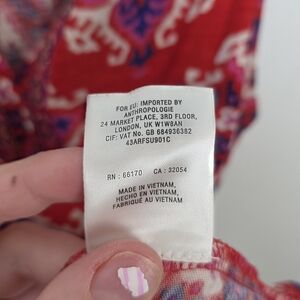 FOR EU: IMPORTED BY
ANTHROPOLOGIE
24 MARKET PLACE, 3RD FLOOR,
LONDON, UK W1W8AN
CIF: VAT No. GB 684936382
43ARFSU901C
RN : 66170 CA : 32054
MADE IN VIETNAM,
HECHO EN VIETNAM,
FABRIQUÉ AU VIETNAM